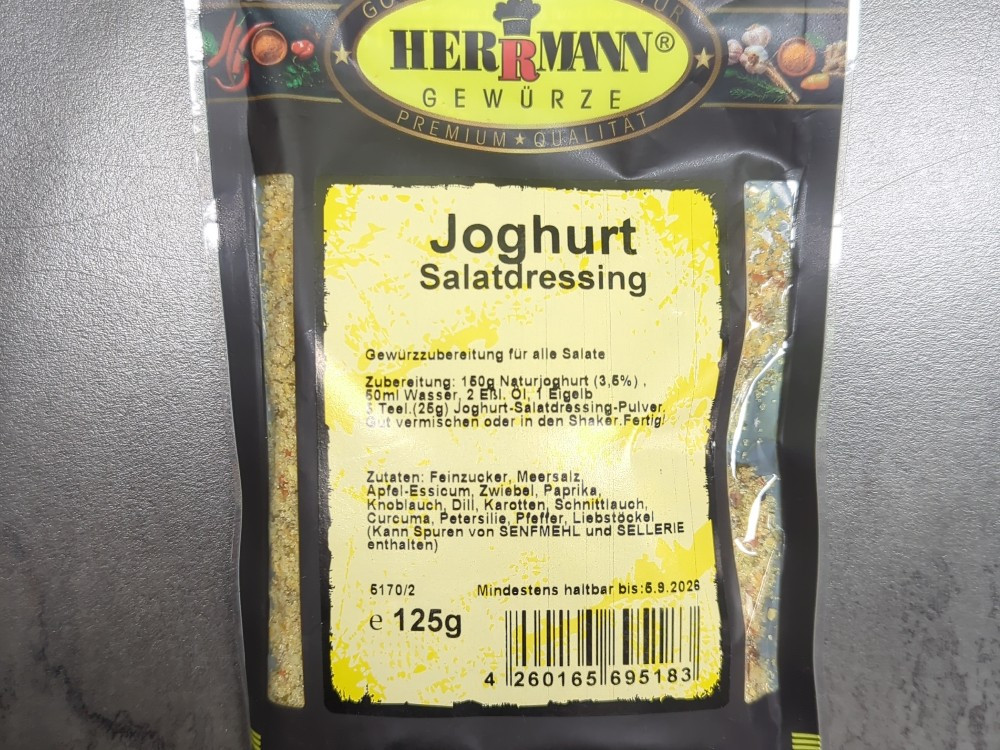 HERRMANN®
GEWÜRZE
PREMIUM ★ QUALITÄT
Joghurt
Salatdressing
Gewürzzubereitung für alle Salate
Zubereitung: 150g Naturjoghurt (3,5%) ,
50ml Wasser, 2 Eßl. Öl, 1 Eigelb
3 Teel.(25g) Joghurt-Salatdressing-Pulver.
Gut vermischen oder in den Shaker.Fertig!
Zutaten: Feinzucker, Meersalz,
Apfel-Essicum, Zwiebel, Paprika,
Knoblauch, Dill, Karotten, Schnittlauch,
Curcuma, Petersilie, Pfeffer, Liebstöckel
(Kann Spuren von SENFMEHL und SELLERIE
enthalten)
5170/2 Mindestens haltbar bis:5.9.2026
e 125g
4 260165 695183